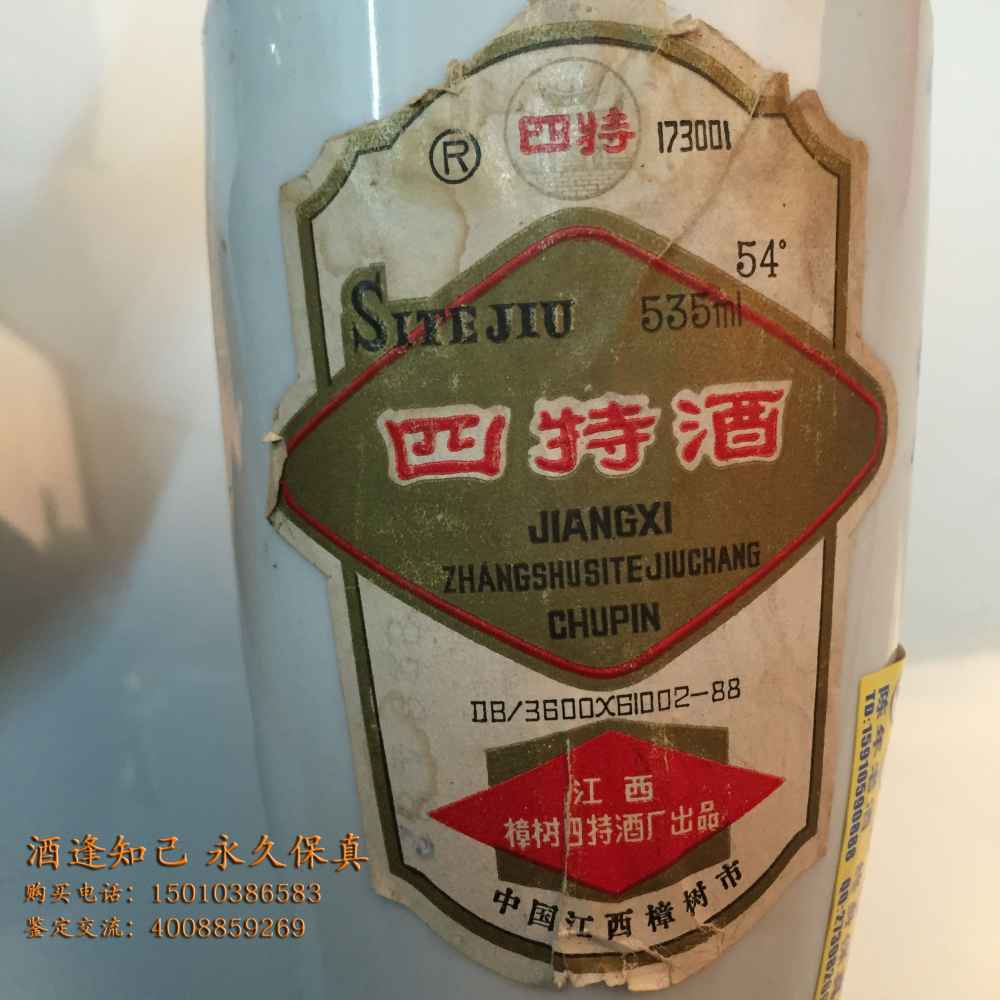 ® 四特 173001
54°
SITE JIU 535ml
四特酒
JIANGXI
ZHANGSHUSITEJIUCHANG
CHUPIN
DB/3600X61002-88
江西
樟树四特酒厂出品
中国江西樟树市
酒逢知己 永久保真
购买电话：15010386583
鉴定交流：4008859269